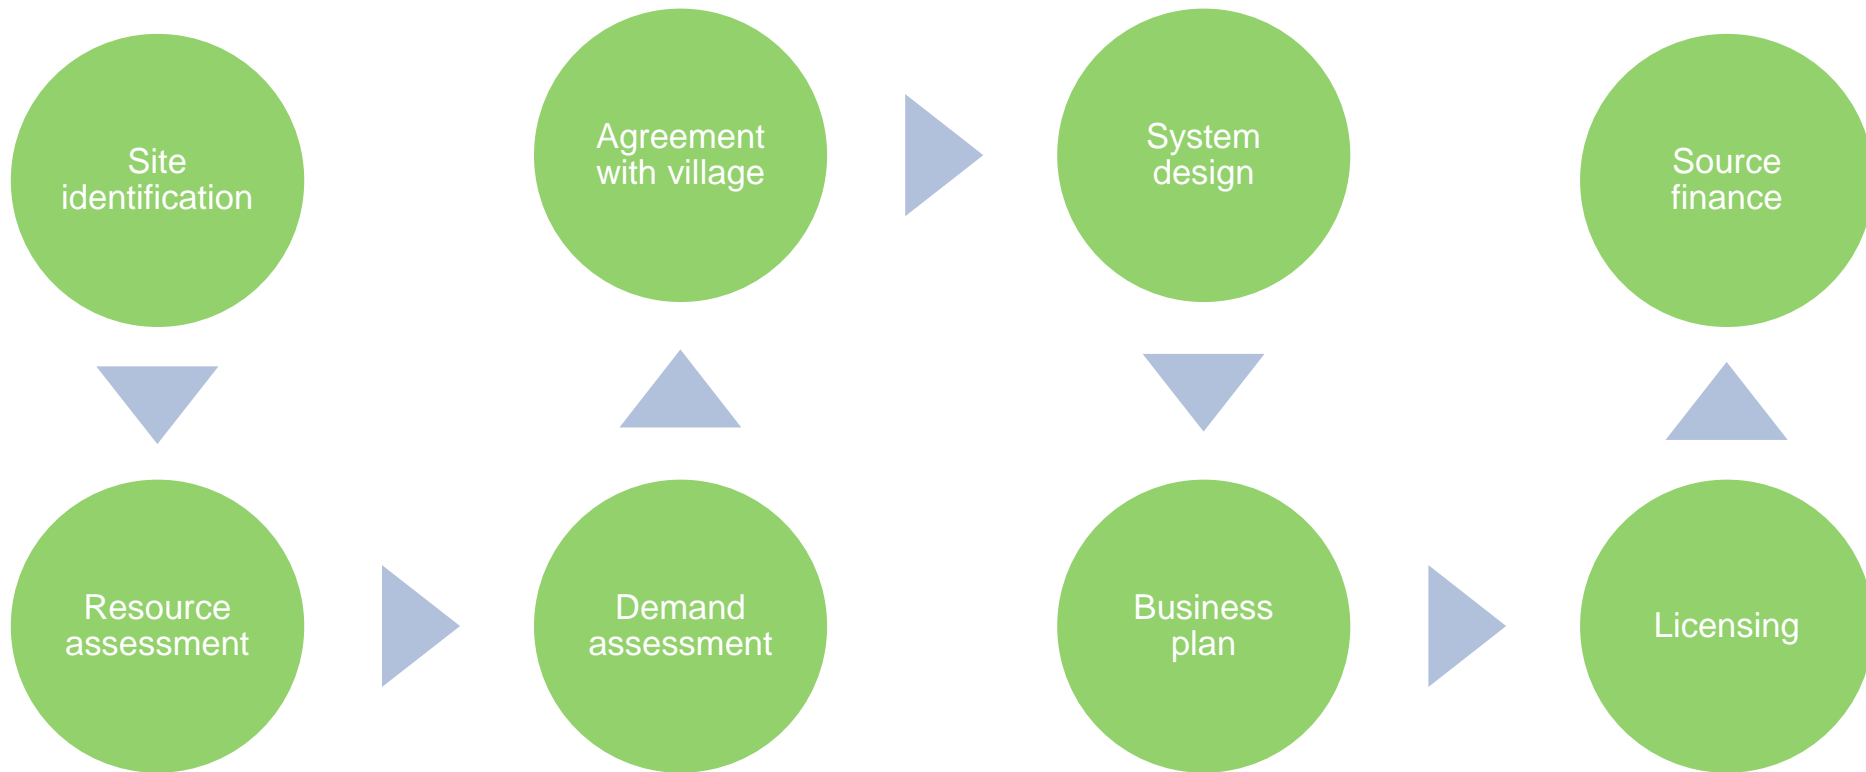 Site
identification
Resource
assessment
Demand
assessment
Agreement
with village
System
design
Business
plan
Licensing
Source
finance